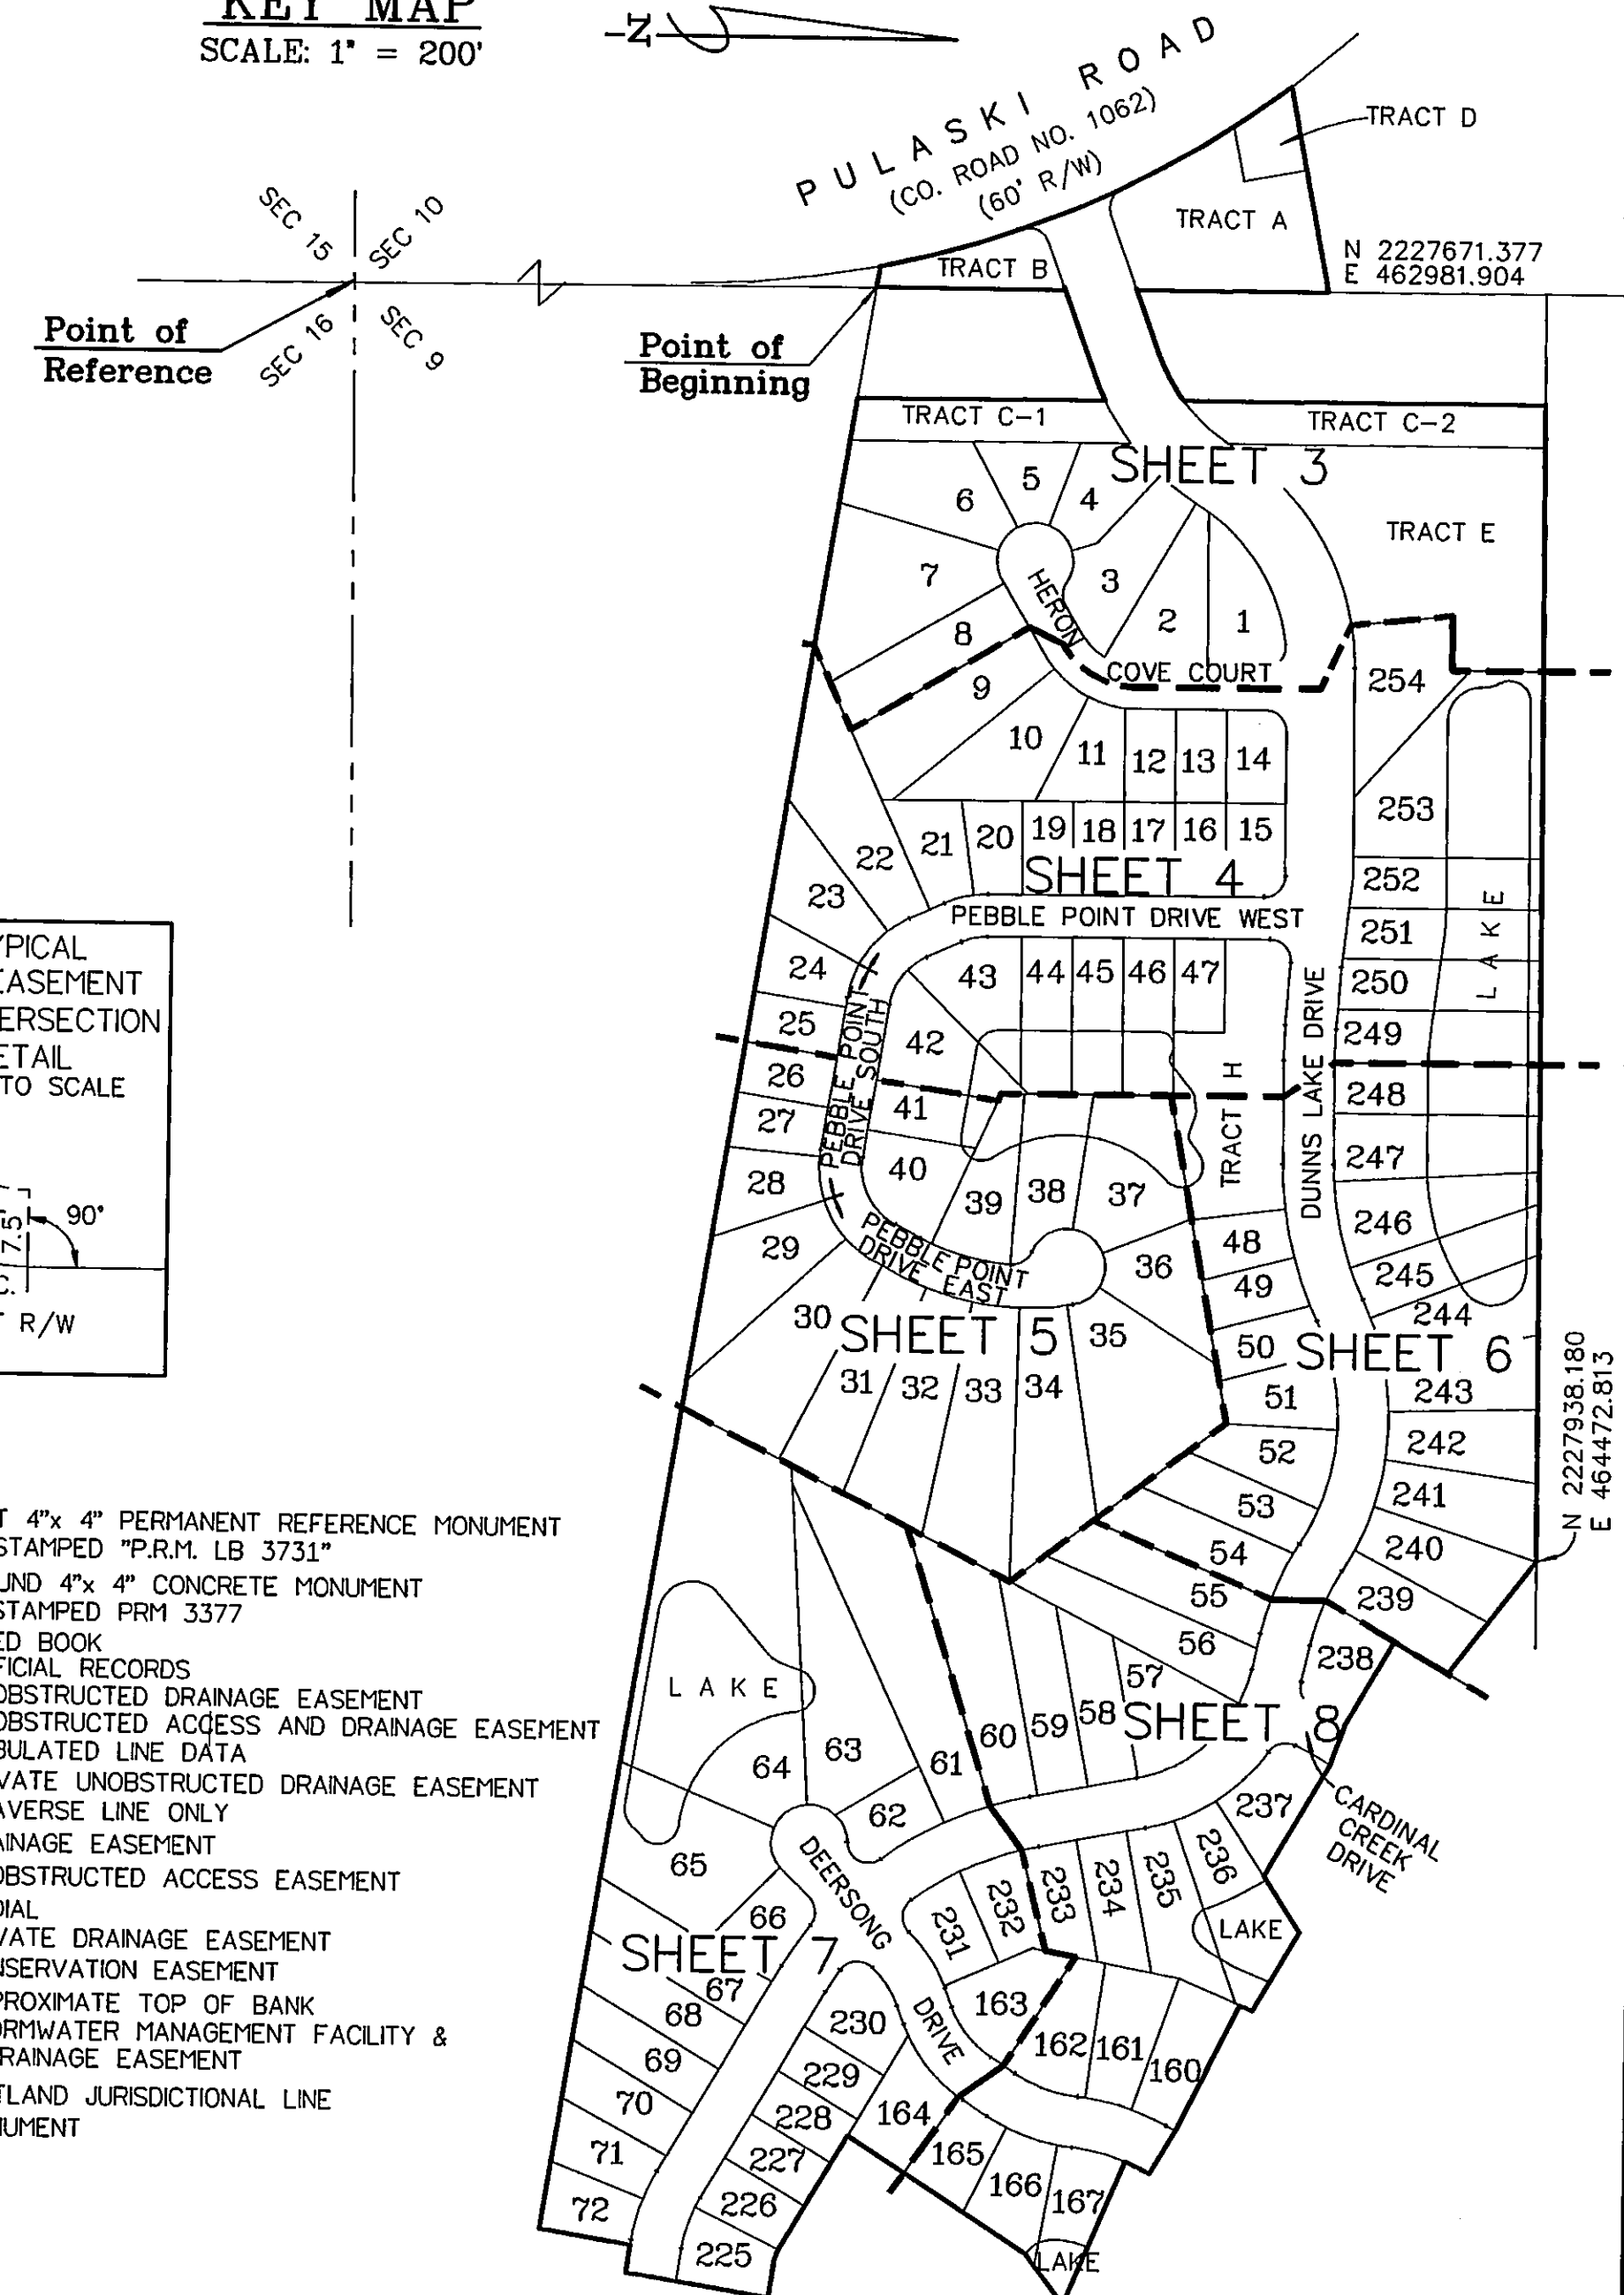 KEY MAP
SCALE: 1" = 200'
-Z-
PULASKI ROAD
(CO. ROAD NO. 1062)
(60' R/W)
TRACT D
TRACT A
TRACT B
N 2227671.377
E 462981.904
SEC 15
SEC 10
SEC 16
SEC 9
Point of
Reference
Point of
Beginning
TRACT C-1
TRACT C-2
SHEET 3
TRACT E
6
5
4
7
3
2
1
8
HERON
COVE COURT
9
10
11
12
13
14
254
253
22
21
20
19
18
17
16
15
SHEET 4
23
PEBBLE POINT DRIVE WEST
252
251
250
249
LAKE
24
25
PEBBLE POINT
DRIVE SOUTH
43
44
45
46
47
42
DUNNS LAKE DRIVE
TRACT H
26
27
28
29
41
40
39
38
37
36
PEBBLE POINT
DRIVE EAST
48
49
50
51
52
53
54
248
247
246
245
244
SHEET 6
243
242
241
240
239
N 2227938.180
E 464472.813
30
SHEET 5
31
32
33
34
35
55
56
57
238
58
59
60
SHEET 8
61
62
63
64
LAKE
65
66
237
236
235
234
233
232
231
LAKE
CARDINAL
CREEK
DRIVE
DEERSONG
DRIVE
SHEET 7
67
68
69
70
71
72
230
229
228
227
226
225
163
162
161
160
164
165
166
167
LAKE
TYPICAL
EASEMENT
ERSECTION
ETAIL
TO SCALE
7.5'
90°
C.
R/W
T 4"x 4" PERMANENT REFERENCE MONUMENT
STAMPED "P.R.M. LB 3731"
UND 4"x 4" CONCRETE MONUMENT
STAMPED PRM 3377
ED BOOK
FICIAL RECORDS
OBSTRUCTED DRAINAGE EASEMENT
OBSTRUCTED ACCESS AND DRAINAGE EASEMENT
BULATED LINE DATA
VATE UNOBSTRUCTED DRAINAGE EASEMENT
AVERSE LINE ONLY
AINAGE EASEMENT
OBSTRUCTED ACCESS EASEMENT
DIAL
VATE DRAINAGE EASEMENT
NSERVATION EASEMENT
PROXIMATE TOP OF BANK
ORMWATER MANAGEMENT FACILITY &
RAINAGE EASEMENT
TLAND JURISDICTIONAL LINE
NUMENT